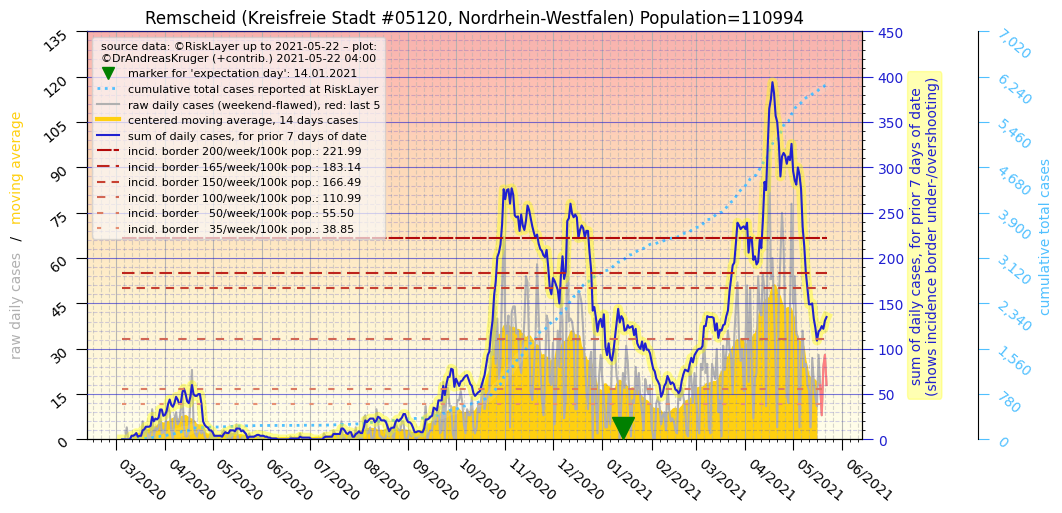 Remscheid (Kreisfreie Stadt #05120, Nordrhein-Westfalen) Population=110994
source data: ©RiskLayer up to 2021-05-22 – plot:
©DrAndreasKruger (+contrib.) 2021-05-22 04:00
marker for 'expectation day': 14.01.2021
cumulative total cases reported at RiskLayer
raw daily cases (weekend-flawed), red: last 5
centered moving average, 14 days cases
sum of daily cases, for prior 7 days of date
incid. border 200/week/100k pop.: 221.99
incid. border 165/week/100k pop.: 183.14
incid. border 150/week/100k pop.: 166.49
incid. border 100/week/100k pop.: 110.99
incid. border   50/week/100k pop.: 55.50
incid. border   35/week/100k pop.: 38.85
raw daily cases / moving average
135
120
105
90
75
60
45
30
15
0
03/2020
04/2020
05/2020
06/2020
07/2020
08/2020
09/2020
10/2020
11/2020
12/2020
01/2021
02/2021
03/2021
04/2021
05/2021
06/2021
450
400
350
300
250
200
150
100
50
0
sum of daily cases, for prior 7 days of date
(shows incidence border under-/overshooting)
7,020
6,240
5,460
4,680
3,900
3,120
2,340
1,560
780
0
cumulative total cases